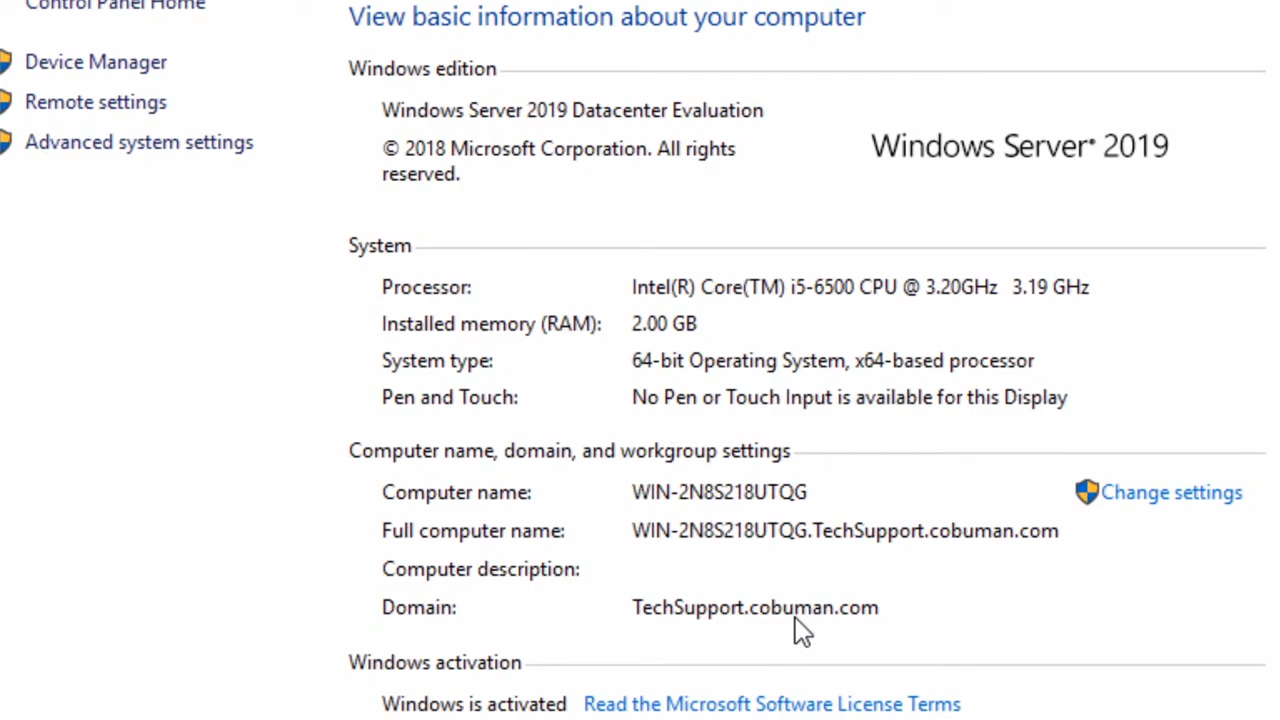 Control Panel Home
View basic information about your computer
Device Manager
Windows edition
Remote settings
Windows Server 2019 Datacenter Evaluation
Advanced system settings
© 2018 Microsoft Corporation. All rights
reserved.
Windows Server® 2019
System
Processor: Intel(R) Core(TM) i5-6500 CPU @ 3.20GHz 3.19 GHz
Installed memory (RAM): 2.00 GB
System type: 64-bit Operating System, x64-based processor
Pen and Touch: No Pen or Touch Input is available for this Display
Computer name, domain, and workgroup settings
Computer name: WIN-2N8S218UTQG Change settings
Full computer name: WIN-2N8S218UTQG.TechSupport.cobuman.com
Computer description:
Domain: TechSupport.cobuman.com
Windows activation
Windows is activated Read the Microsoft Software License Terms